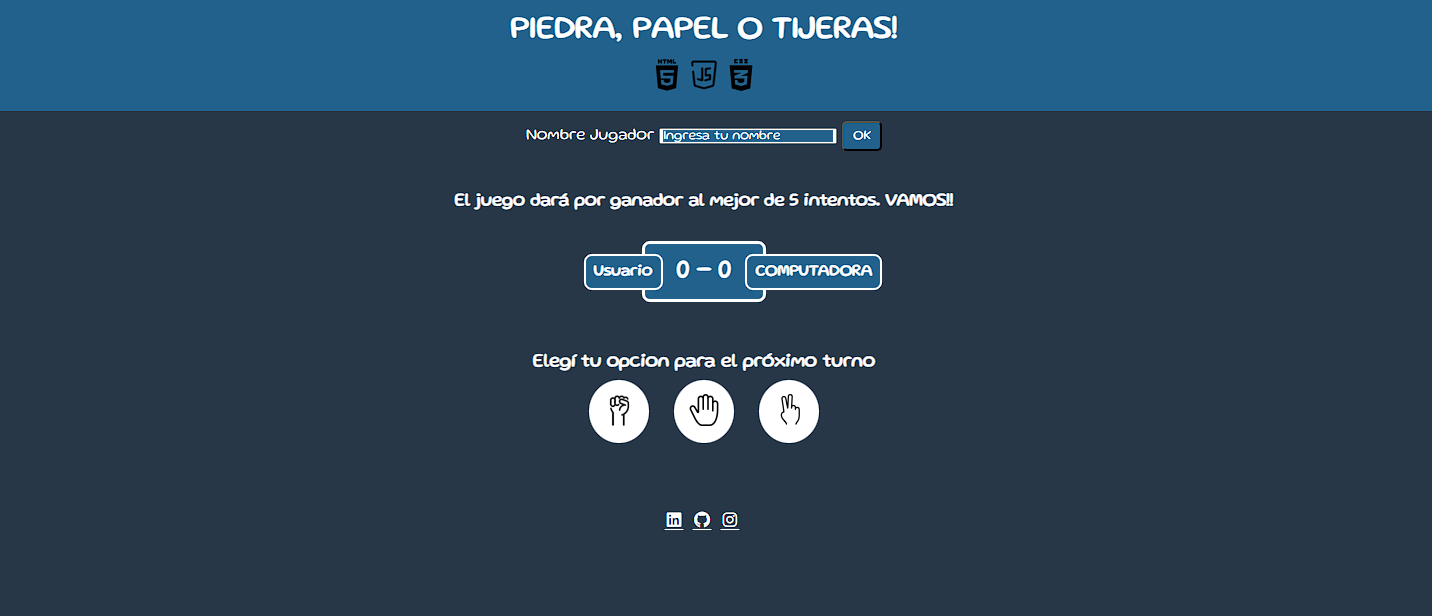 PIEDRA, PAPEL O TIJERAS!
HTML 5 JS CSS 3
Nombre Jugador Ingresa tu nombre OK
El juego dará por ganador al mejor de 5 intentos. VAMOS!!
Usuario 0 - 0 COMPUTADORA
Elegí tu opcion para el próximo turno
in